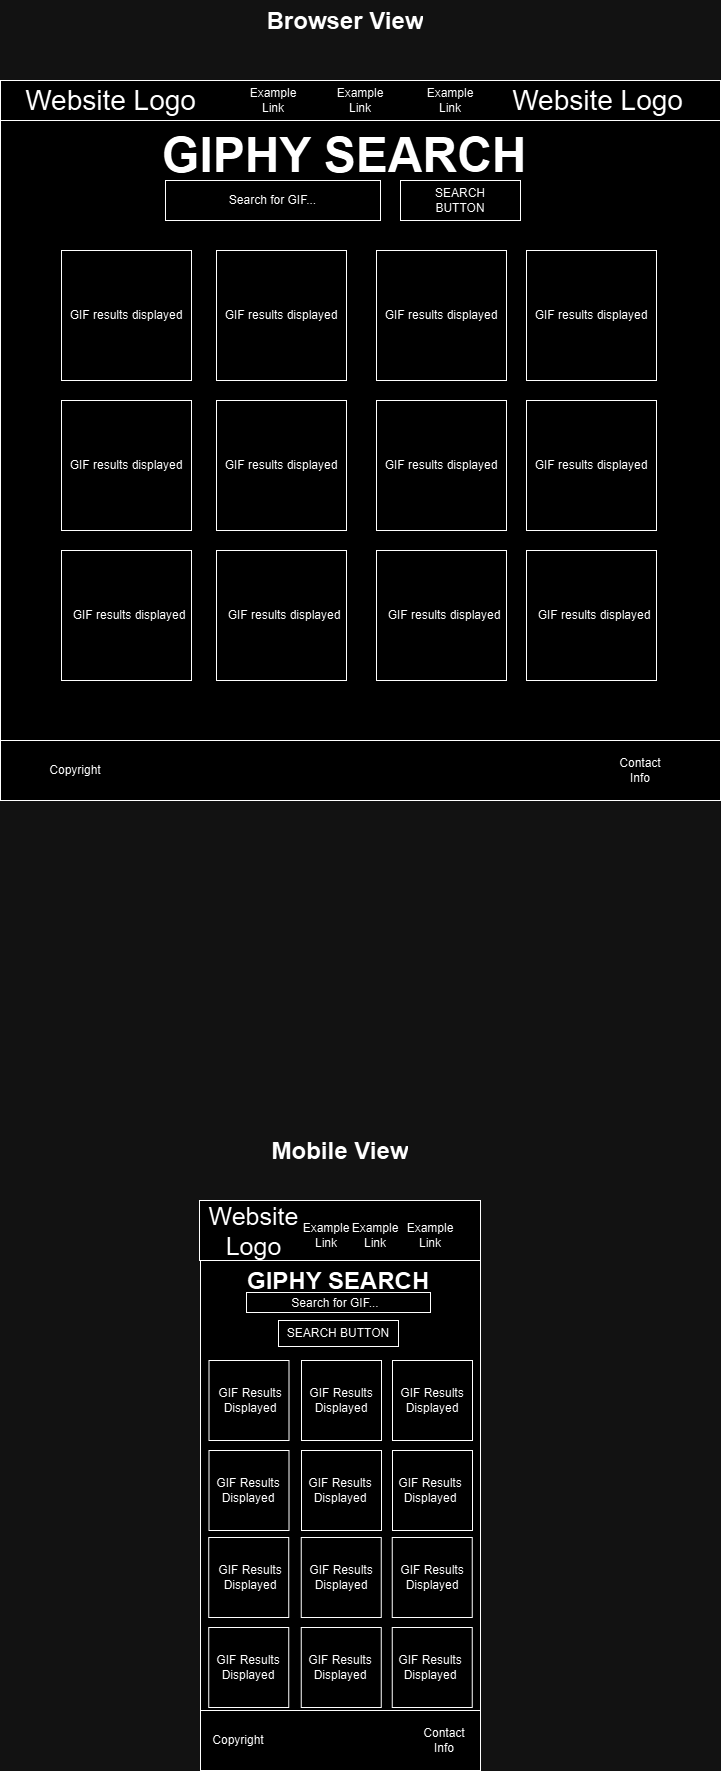 Browser View
Website Logo
Example
Link
Example
Link
Example
Link
Website Logo
GIPHY SEARCH
Search for GIF...
SEARCH
BUTTON
GIF results displayed
GIF results displayed
GIF results displayed
GIF results displayed
GIF results displayed
GIF results displayed
GIF results displayed
GIF results displayed
GIF results displayed
GIF results displayed
GIF results displayed
GIF results displayed
Copyright
Contact
Info
Mobile View
Website
Logo
Example
Link
Example
Link
Example
Link
GIPHY SEARCH
Search for GIF...
SEARCH BUTTON
GIF Results
Displayed
GIF Results
Displayed
GIF Results
Displayed
GIF Results
Displayed
GIF Results
Displayed
GIF Results
Displayed
GIF Results
Displayed
GIF Results
Displayed
GIF Results
Displayed
GIF Results
Displayed
GIF Results
Displayed
GIF Results
Displayed
Copyright
Contact
Info